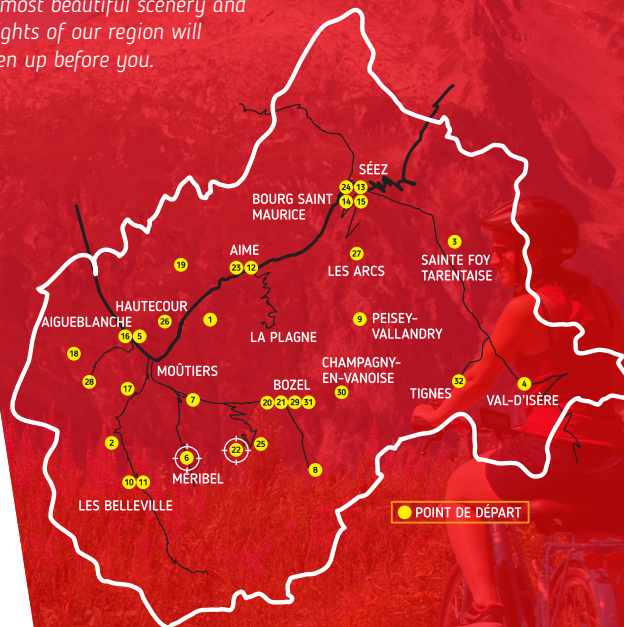 most beautiful scenery and
ights of our region will
en up before you.
SÉEZ
24 13
14 15
BOURG SAINT
MAURICE
3
SAINTE FOY
TARENTAISE
27
LES ARCS
AIME
23 12
19
HAUTECOUR
26
1
AIGUEBLANCHE
16 5
9 PEISEY-
VALLANDRY
LA PLAGNE
18
28
17
MOÛTIERS
7
CHAMPAGNY-
EN-VANOISE
30
BOZEL
20 21 29 31
TIGNES
32
4
VAL-D'ISÈRE
2
6
MÉRIBEL
22
25
8
10 11
LES BELLEVILLE
POINT DE DÉPART